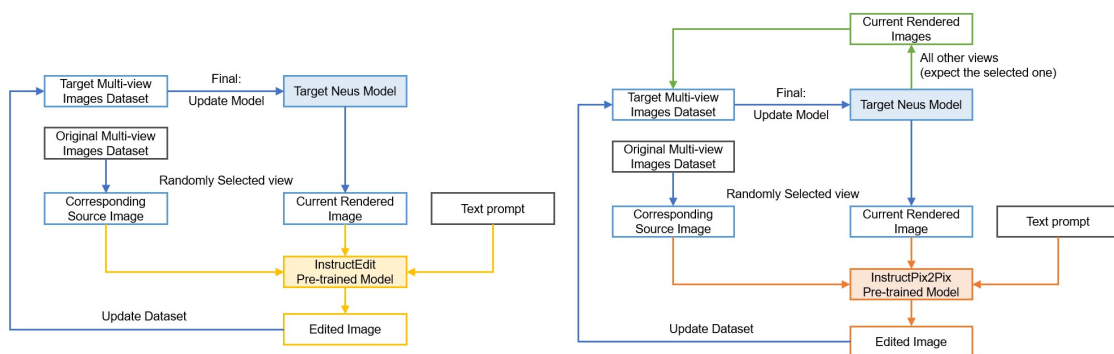 Target Multi-view
Images Dataset
Final:
Update Model
Target Neus Model
Original Multi-view
Images Dataset
Randomly Selected view
Corresponding
Source Image
Current Rendered
Image
Text prompt
InstructEdit
Pre-trained Model
Update Dataset
Edited Image
Current Rendered
Images
All other views
(expect the selected one)
Target Multi-view
Images Dataset
Final:
Update Model
Target Neus Model
Original Multi-view
Images Dataset
Randomly Selected view
Corresponding
Source Image
Current Rendered
Image
Text prompt
InstructPix2Pix
Pre-trained Model
Update Dataset
Edited Image